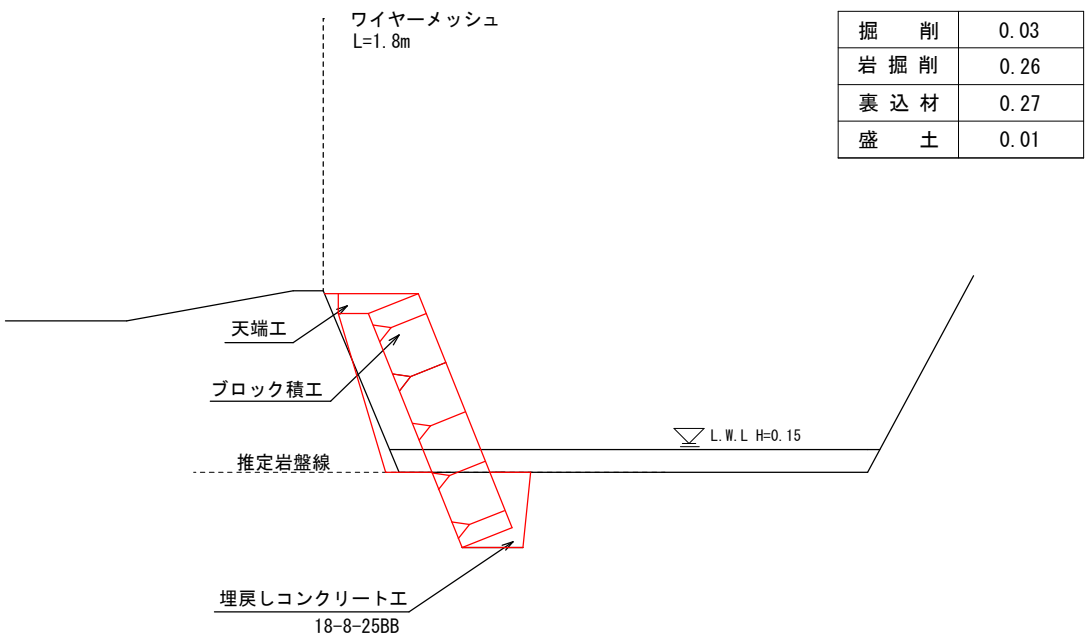 ワイヤーメッシュ
L=1.8m
掘 削 0.03
岩掘削 0.26
裏込材 0.27
盛 土 0.01
天端工
ブロック積工
L.W.L H=0.15
推定岩盤線
埋戻しコンクリート工
18-8-25BB